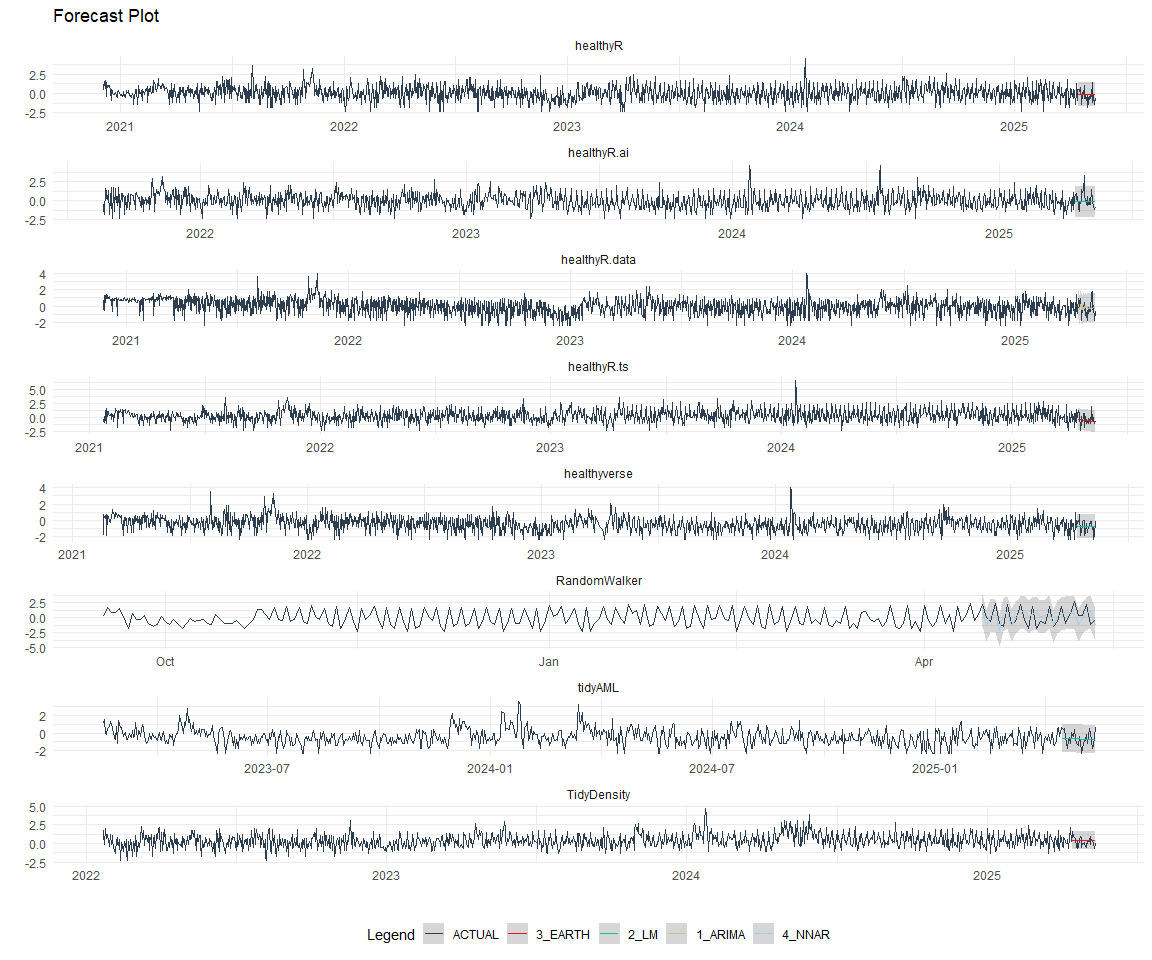 Forecast Plot
healthyR
2.5
0.0
-2.5
2021 2022 2023 2024 2025
healthyR.ai
2.5
0.0
-2.5
2022 2023 2024 2025
healthyR.data
4
2
0
-2
2021 2022 2023 2024 2025
healthyR.ts
5.0
2.5
0.0
-2.5
2021 2022 2023 2024 2025
healthyverse
4
2
0
-2
2021 2022 2023 2024 2025
RandomWalker
2.5
0.0
-2.5
-5.0
Oct Jan Apr
tidyAML
2
0
-2
2023-07 2024-01 2024-07 2025-01
TidyDensity
5.0
2.5
0.0
-2.5
2022 2023 2024 2025
Legend ACTUAL 3_EARTH 2_LM 1_ARIMA 4_NNAR